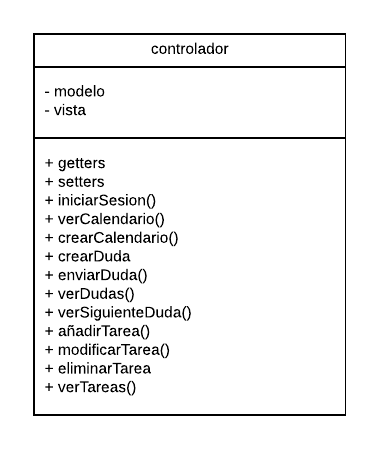 controlador
- modelo
- vista
+ getters
+ setters
+ iniciarSesion()
+ verCalendario()
+ crearCalendario()
+ crearDuda
+ enviarDuda()
+ verDudas()
+ verSiguienteDuda()
+ añadirTarea()
+ modificarTarea()
+ eliminarTarea
+ verTareas()